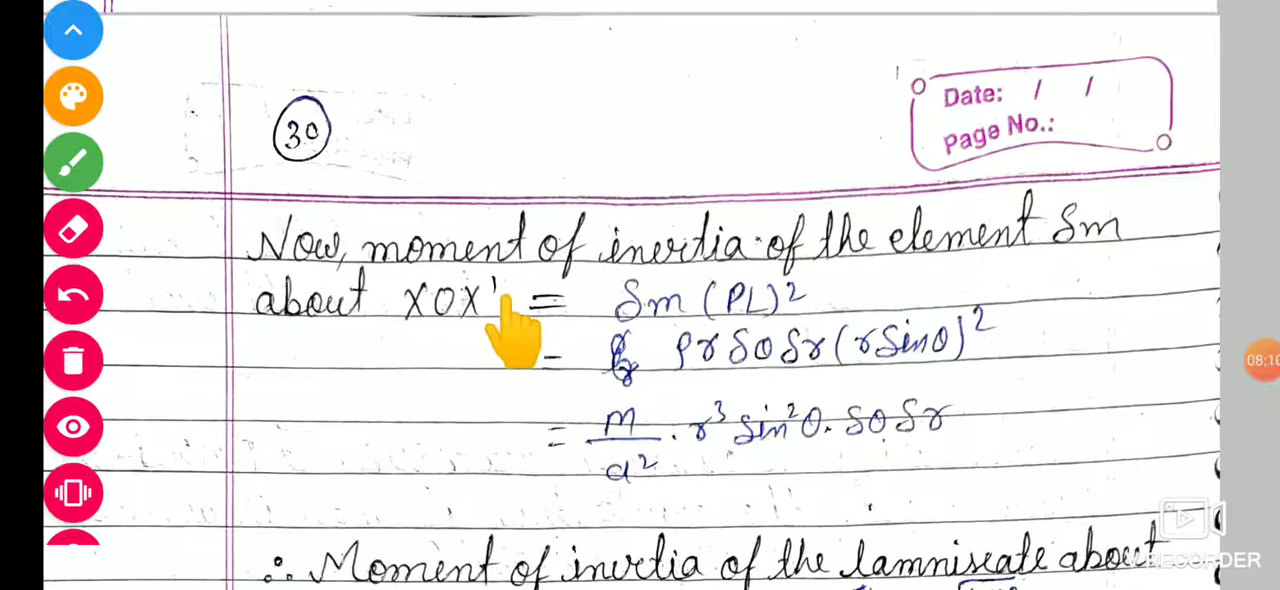 30
Date: / /
Page No.:
Now, moment of inertia of the element δm
about XOX' = δm (PL)²
= ρr δθ δr (r sinθ)²
= M/a² . r³ sin²θ. δθ δr
08:10
∴ Moment of inertia of the lamniscate about
RECORDER